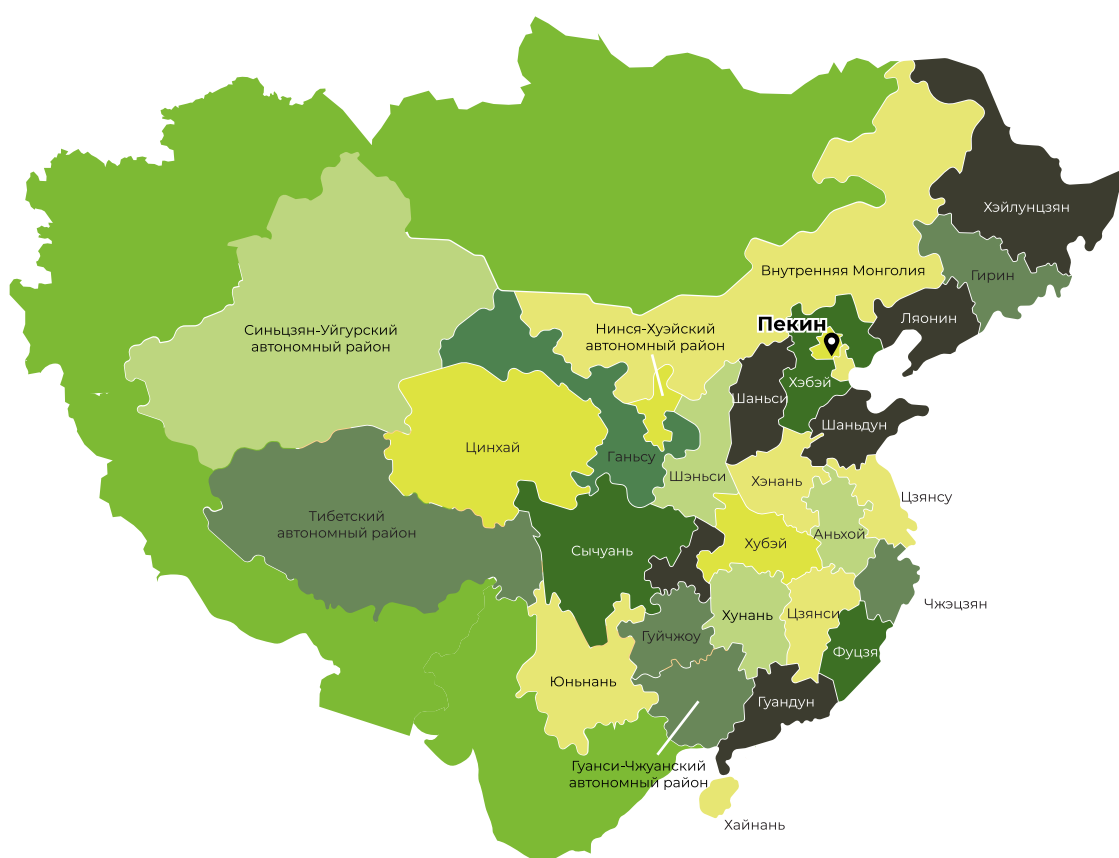 Хэйлунцзян
Внутренняя Монголия
Гирин
Ляонин
Пекин
Нинся-Хуэйский
автономный район
Синьцзян-Уйгурский
автономный район
Хэбэй
Шаньси
Шаньдун
Цинхай
Ганьсу
Шэньси
Хэнань
Цзянсу
Тибетский
автономный район
Аньхой
Хубэй
Сычуань
Чжэцзян
Хунань
Цзянси
Гуйчжоу
Фуцзя
Юньнань
Гуандун
Гуанси-Чжуанский
автономный район
Хайнань